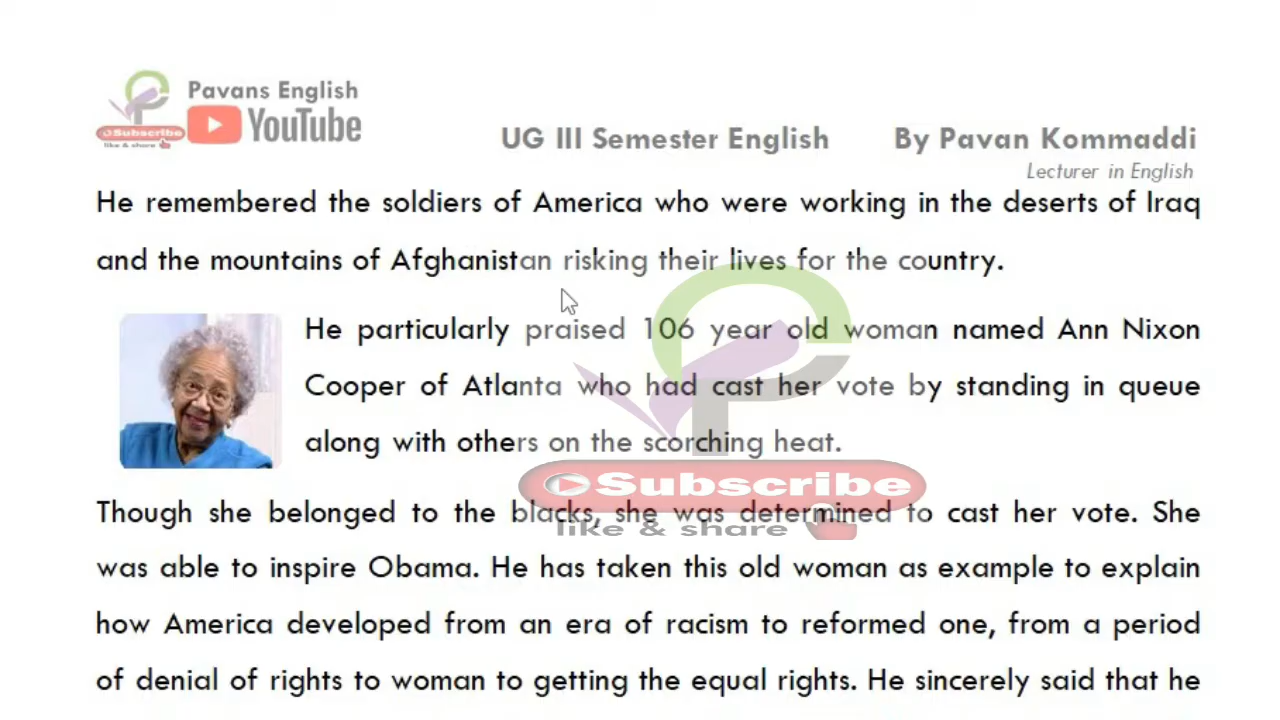 Pavans English
YouTube
Subscribe
like & share
UG III Semester English By Pavan Kommaddi
Lecturer in English
He remembered the soldiers of America who were working in the deserts of Iraq
and the mountains of Afghanistan risking their lives for the country.
He particularly praised 106 year old woman named Ann Nixon
Cooper of Atlanta who had cast her vote by standing in queue
along with others on the scorching heat.
Subscribe
Though she belonged to the blacks, she was determined to cast her vote. She
like & share
was able to inspire Obama. He has taken this old woman as example to explain
how America developed from an era of racism to reformed one, from a period
of denial of rights to woman to getting the equal rights. He sincerely said that he